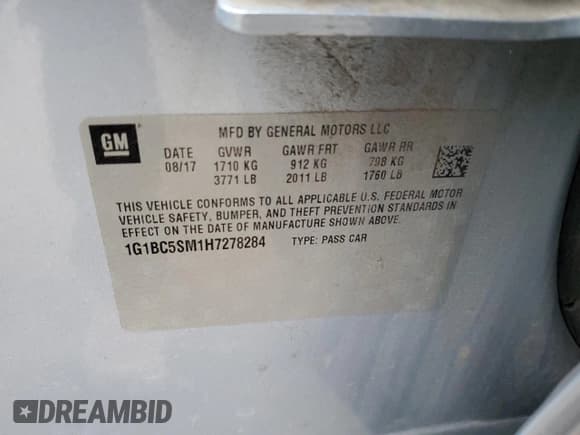 GM
MFD BY GENERAL MOTORS LLC
DATE GVWR GAWR FRT GAWR RR
08/17 1710 KG 912 KG 798 KG
3771 LB 2011 LB 1760 LB
THIS VEHICLE CONFORMS TO ALL APPLICABLE U.S. FEDERAL MOTOR
VEHICLE SAFETY, BUMPER, AND THEFT PREVENTION STANDARDS IN
EFFECT ON THE DATE OF MANUFACTURE SHOWN ABOVE.
1G1BC5SM1H7278284 TYPE: PASS CAR
DREAMBID